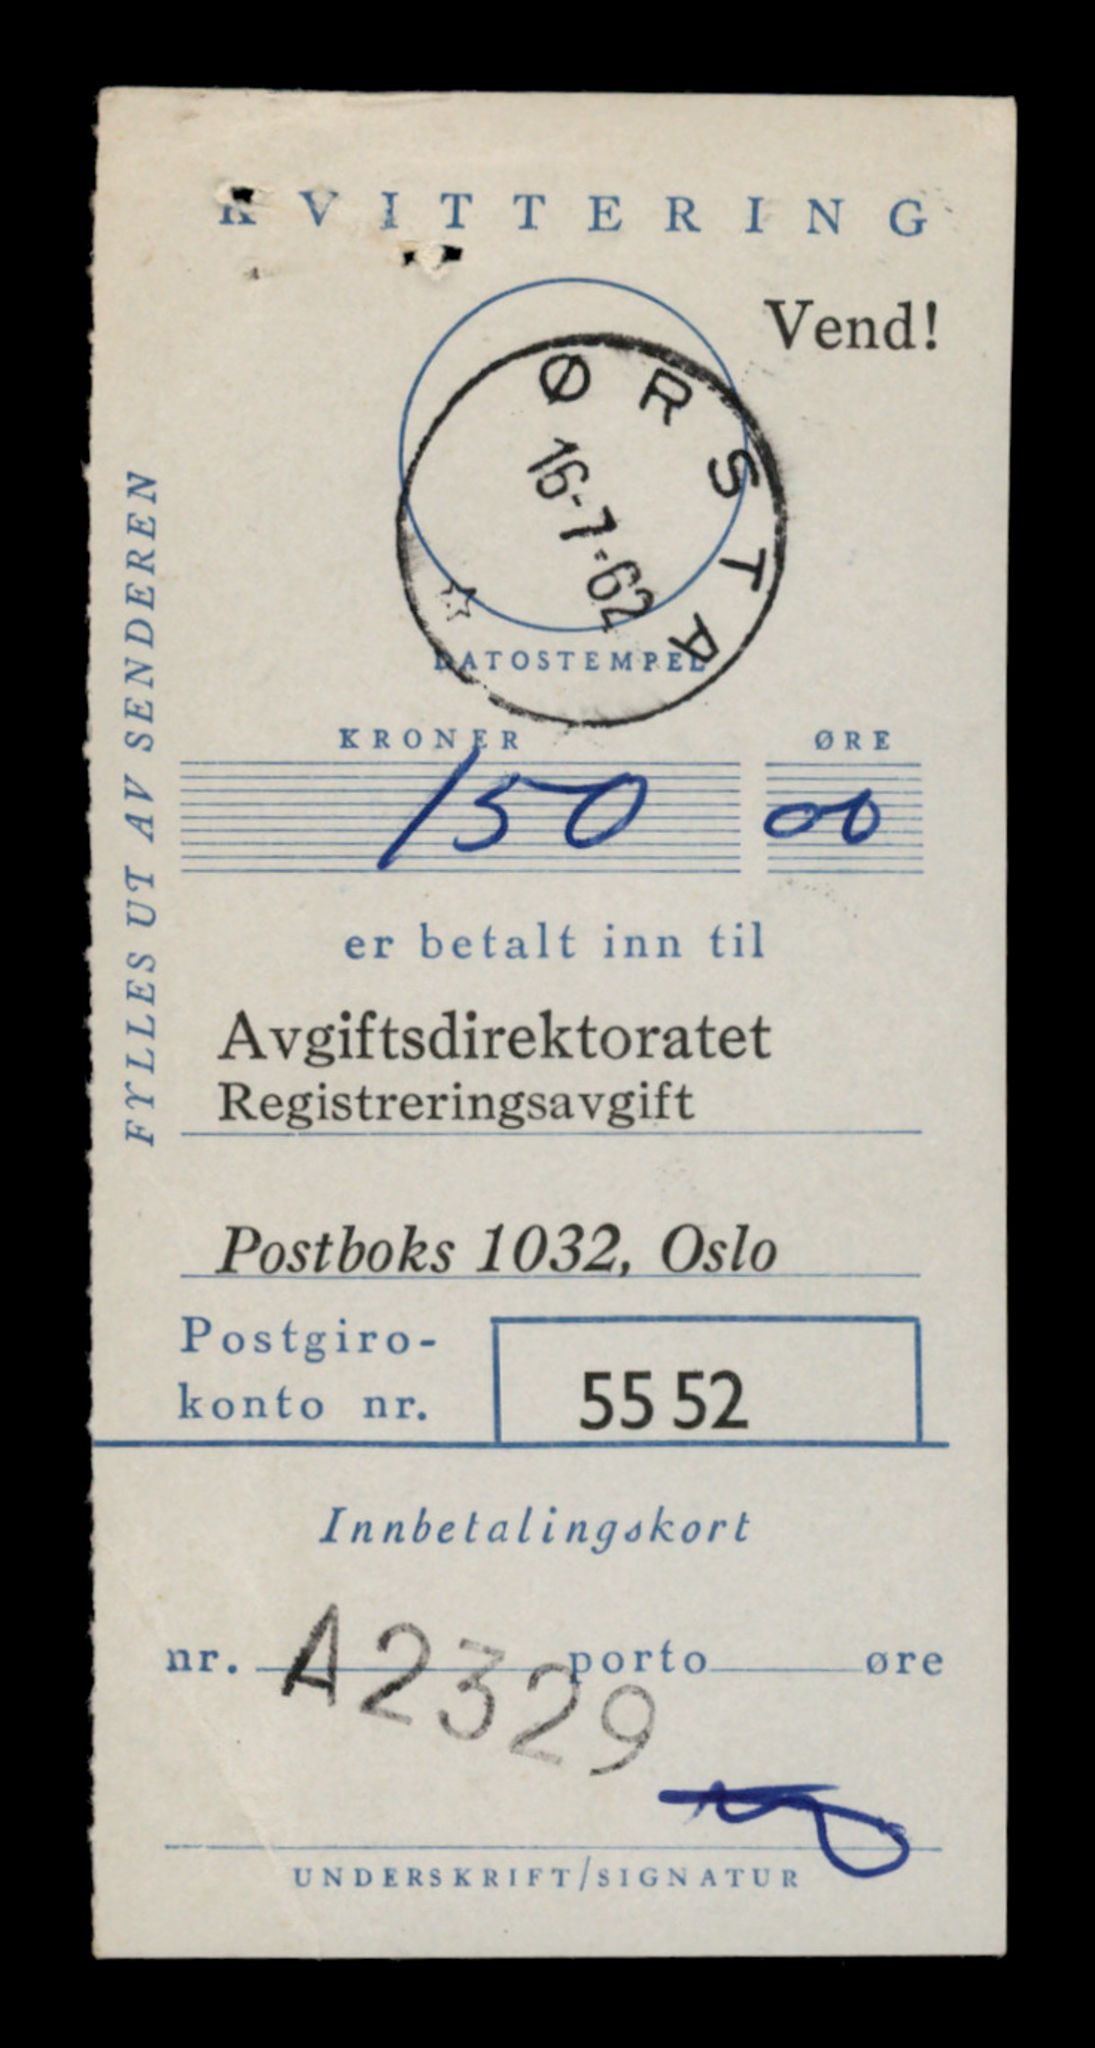 KVITTERING
Vend!
ØRSTA
16-7-62
DATOSTEMPEL
FYLLES UT AV SENDEREN
KRONER ØRE
150 00
er betalt inn til
Avgiftsdirektoratet
Registreringsavgift
Postboks 1032, Oslo
Postgiro-
konto nr. 55 52
Innbetalingskort
nr. A2329 porto øre
UNDERSKRIFT/SIGNATUR